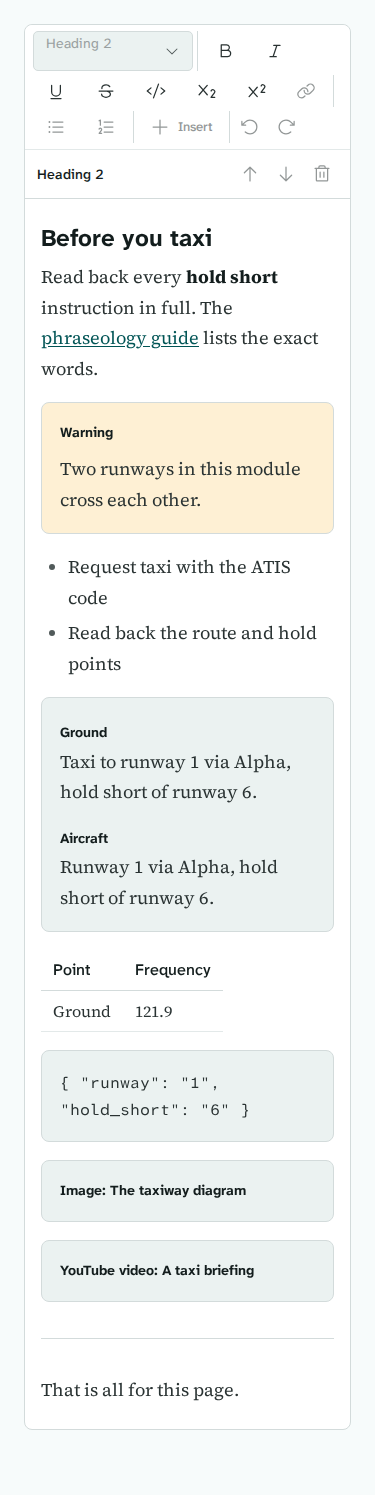 Heading 2
B I
U S </> X2 X2
Insert
Heading 2
Before you taxi
Read back every hold short
instruction in full. The
phraseology guide lists the exact
words.
Warning
Two runways in this module
cross each other.
Request taxi with the ATIS
code
Read back the route and hold
points
Ground
Taxi to runway 1 via Alpha,
hold short of runway 6.
Aircraft
Runway 1 via Alpha, hold
short of runway 6.
Point Frequency
Ground 121.9
{ "runway": "1",
"hold_short": "6" }
Image: The taxiway diagram
YouTube video: A taxi briefing
That is all for this page.